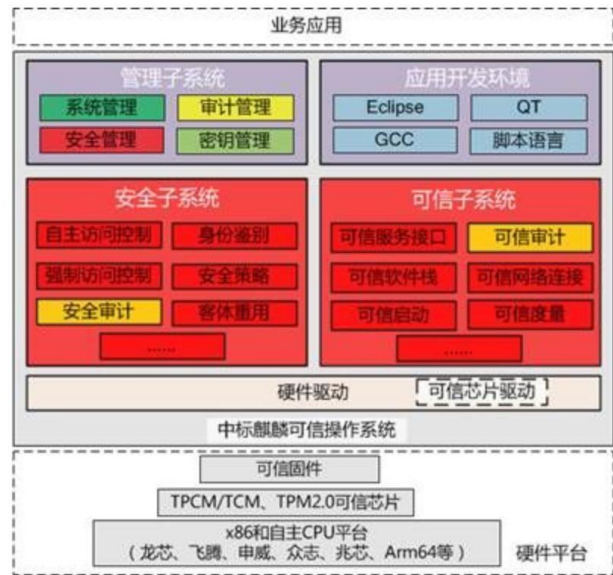 业务应用
管理子系统
系统管理
审计管理
安全管理
密钥管理
应用开发环境
Eclipse
QT
GCC
脚本语言
安全子系统
自主访问控制
身份鉴别
强制访问控制
安全策略
安全审计
客体重用
......
可信子系统
可信服务接口
可信审计
可信软件栈
可信网络连接
可信启动
可信度量
......
硬件驱动
可信芯片驱动
中标麒麟可信操作系统
可信固件
TPCM/TCM、TPM2.0可信芯片
x86和自主CPU平台
（龙芯、飞腾、申威、众志、兆芯、Arm64等）
硬件平台